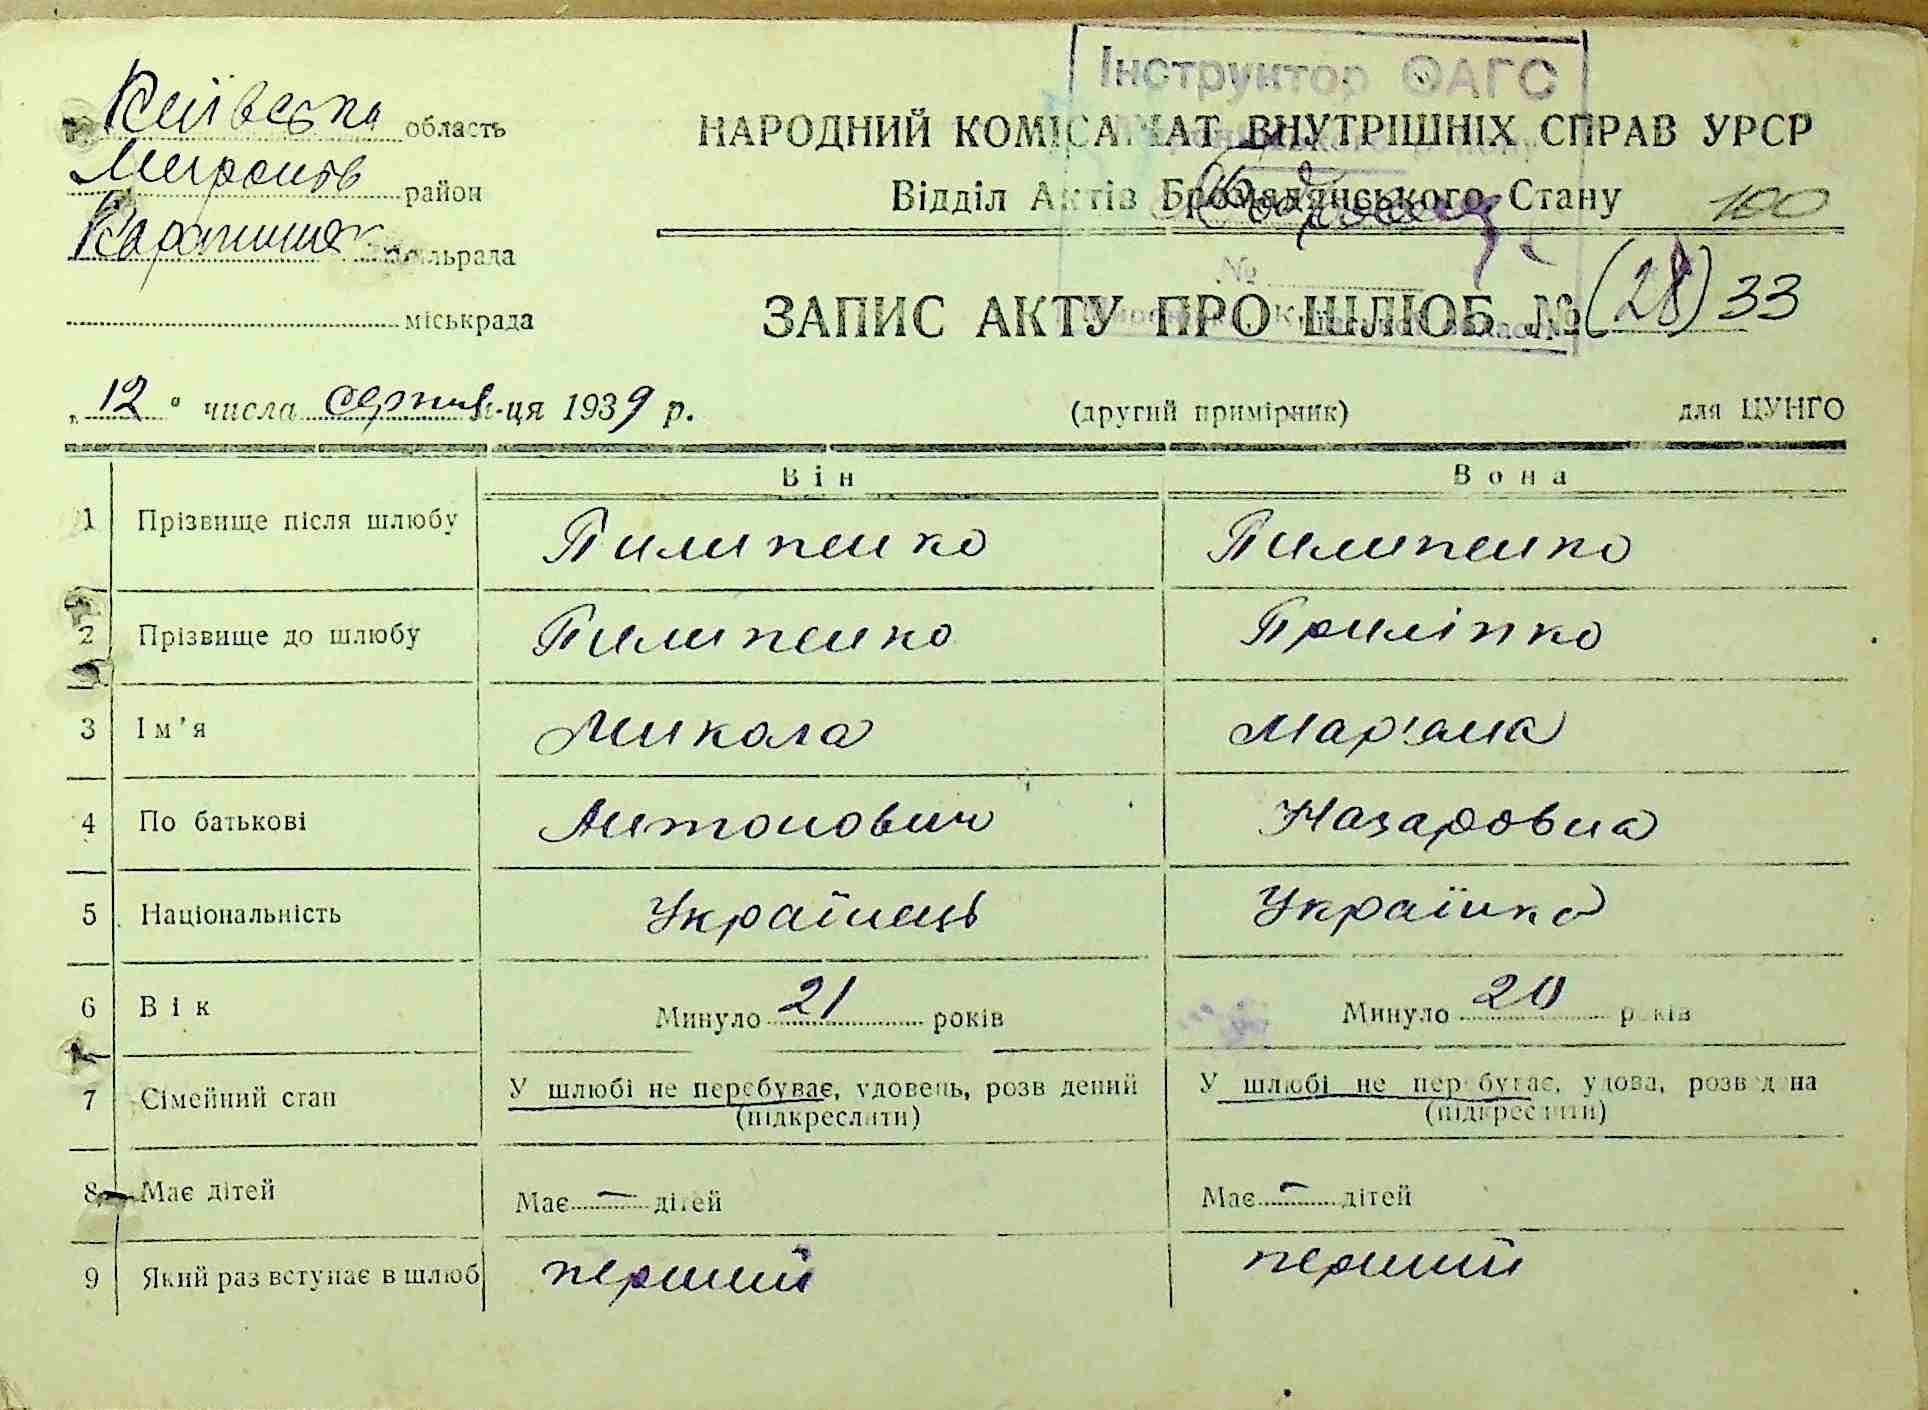 Інструктор ОАГС
Київська область
Миронів район
сільрада
міськрада
НАРОДНИЙ КОМІСАРІАТ ВНУТРІШНІХ СПРАВ УРСР
Відділ Актів Громадянського Стану 100
№
ЗАПИС АКТУ ПРО ШЛЮБ № (28) 33
„ 12 " числа серпня м-ця 1939 р. (другий примірник) для ЦУНГО
Він Вона
1 Прізвище після шлюбу Пилипенко Пилипенко
2 Прізвище до шлюбу Пилипенко Приліпко
3 Ім'я Микола Мар'яна
4 По батькові Антонович Назаровна
5 Національність Українець Українка
6 Вік Минуло 21 років Минуло 20 років
7 Сімейний стан У шлюбі не перебуває, удовець, розведений У шлюбі не перебуває, удова, розведена
(підкреслити) (підкреслити)
8 Має дітей Має — дітей Має — дітей
9 Який раз вступає в шлюб перший перший